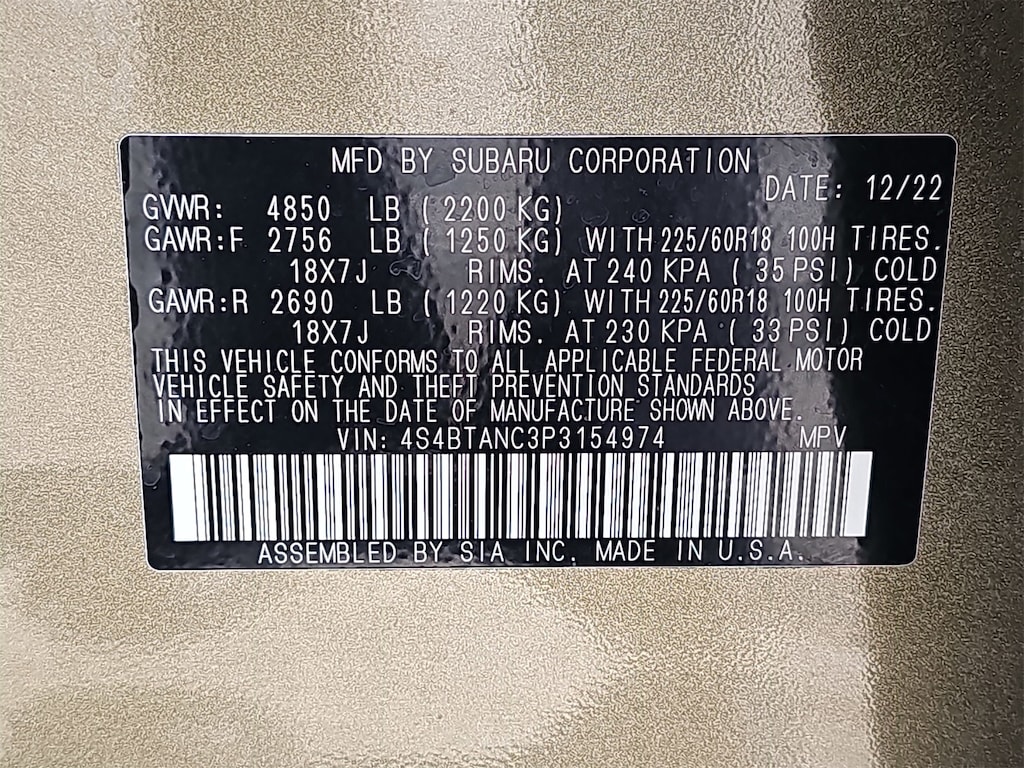 MFD BY SUBARU CORPORATION
DATE: 12/22
GVWR: 4850 LB (2200 KG)
GAWR:F 2756 LB (1250 KG) WITH 225/60R18 100H TIRES.
18X7J RIMS. AT 240 KPA (35 PSI) COLD
GAWR:R 2690 LB (1220 KG) WITH 225/60R18 100H TIRES.
18X7J RIMS. AT 230 KPA (33 PSI) COLD
THIS VEHICLE CONFORMS TO ALL APPLICABLE FEDERAL MOTOR
VEHICLE SAFETY AND THEFT PREVENTION STANDARDS
IN EFFECT ON THE DATE OF MANUFACTURE SHOWN ABOVE.
VIN: 4S4BTANC3P3154974 MPV
ASSEMBLED BY SIA INC. MADE IN U.S.A.